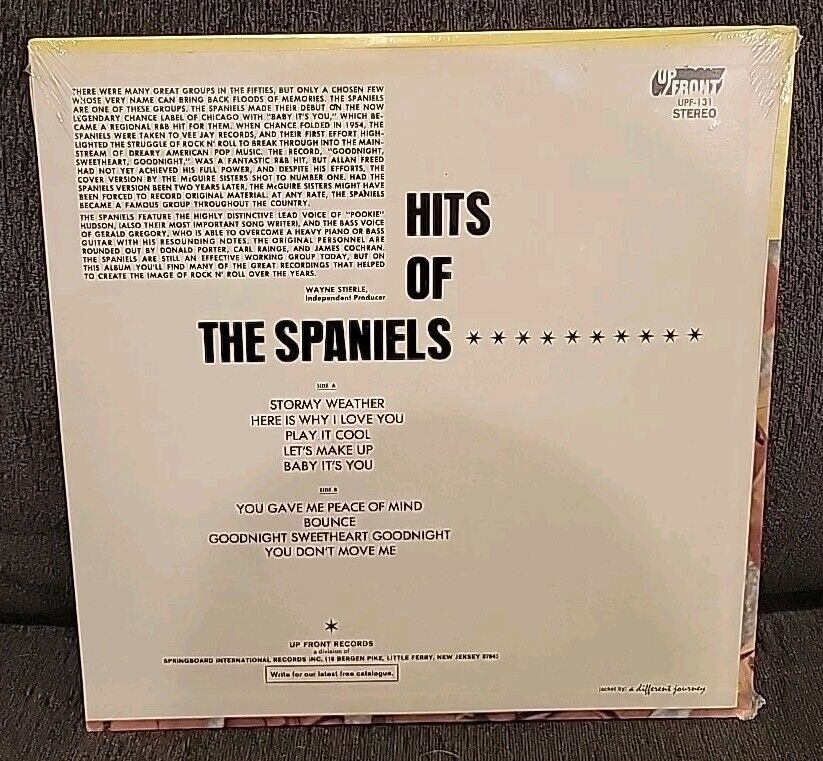 THERE WERE MANY GREAT GROUPS IN THE FIFTIES, BUT ONLY A CHOSEN FEW
WHOSE VERY NAME CAN BRING BACK FLOODS OF MEMORIES. THE SPANIELS
ARE ONE OF THESE GROUPS. THE SPANIELS MADE THEIR DEBUT ON THE NOW
LEGENDARY CHANCE LABEL OF CHICAGO WITH "BABY IT'S YOU," WHICH BE-
CAME A REGIONAL R&B HIT FOR THEM. WHEN CHANCE FOLDED IN 1954, THE
SPANIELS WERE TAKEN TO VEE JAY RECORDS, AND THEIR FIRST EFFORT HIGH-
LIGHTED THE STRUGGLE OF ROCK N' ROLL TO BREAK THROUGH INTO THE MAIN-
STREAM OF DREARY AMERICAN POP MUSIC. THE RECORD, "GOODNIGHT,
SWEETHEART, GOODNIGHT," WAS A FANTASTIC R&B HIT, BUT ALLAN FREED
HAD NOT YET ACHIEVED HIS FULL POWER, AND DESPITE HIS EFFORTS, THE
COVER VERSION BY THE McGUIRE SISTERS SHOT TO NUMBER ONE. HAD THE
SPANIELS VERSION BEEN TWO YEARS LATER, THE McGUIRE SISTERS MIGHT HAVE
BEEN FORCED TO RECORD ORIGINAL MATERIAL. AT ANY RATE, THE SPANIELS
BECAME A FAMOUS GROUP THROUGHOUT THE COUNTRY.
THE SPANIELS FEATURE THE HIGHLY DISTINCTIVE LEAD VOICE OF "POOKIE"
HUDSON, (ALSO THEIR MOST IMPORTANT SONG WRITER), AND THE BASS VOICE
OF GERALD GREGORY, WHO IS ABLE TO OVERCOME A HEAVY PIANO OR BASS
GUITAR WITH HIS RESOUNDING NOTES. THE ORIGINAL PERSONNEL ARE
ROUNDED OUT BY DONALD PORTER, CARL RAINGE, AND JAMES COCHRAN.
THE SPANIELS ARE STILL AN EFFECTIVE WORKING GROUP TODAY, BUT ON
THIS ALBUM YOU'LL FIND MANY OF THE GREAT RECORDINGS THAT HELPED
TO CREATE THE IMAGE OF ROCK N' ROLL OVER THE YEARS.
WAYNE STIERLE,
Independent Producer
UP
FRONT
UPF-131
STEREO
HITS
OF
THE SPANIELS **********
SIDE A
STORMY WEATHER
HERE IS WHY I LOVE YOU
PLAY IT COOL
LET'S MAKE UP
BABY IT'S YOU
SIDE B
YOU GAVE ME PEACE OF MIND
BOUNCE
GOODNIGHT SWEETHEART GOODNIGHT
YOU DON'T MOVE ME
*
UP FRONT RECORDS
a division of
SPRINGBOARD INTERNATIONAL RECORDS INC. (16 BERGEN PIKE, LITTLE FERRY, NEW JERSEY 07643
Write for our latest free catalogue.
jacket by: a different journey